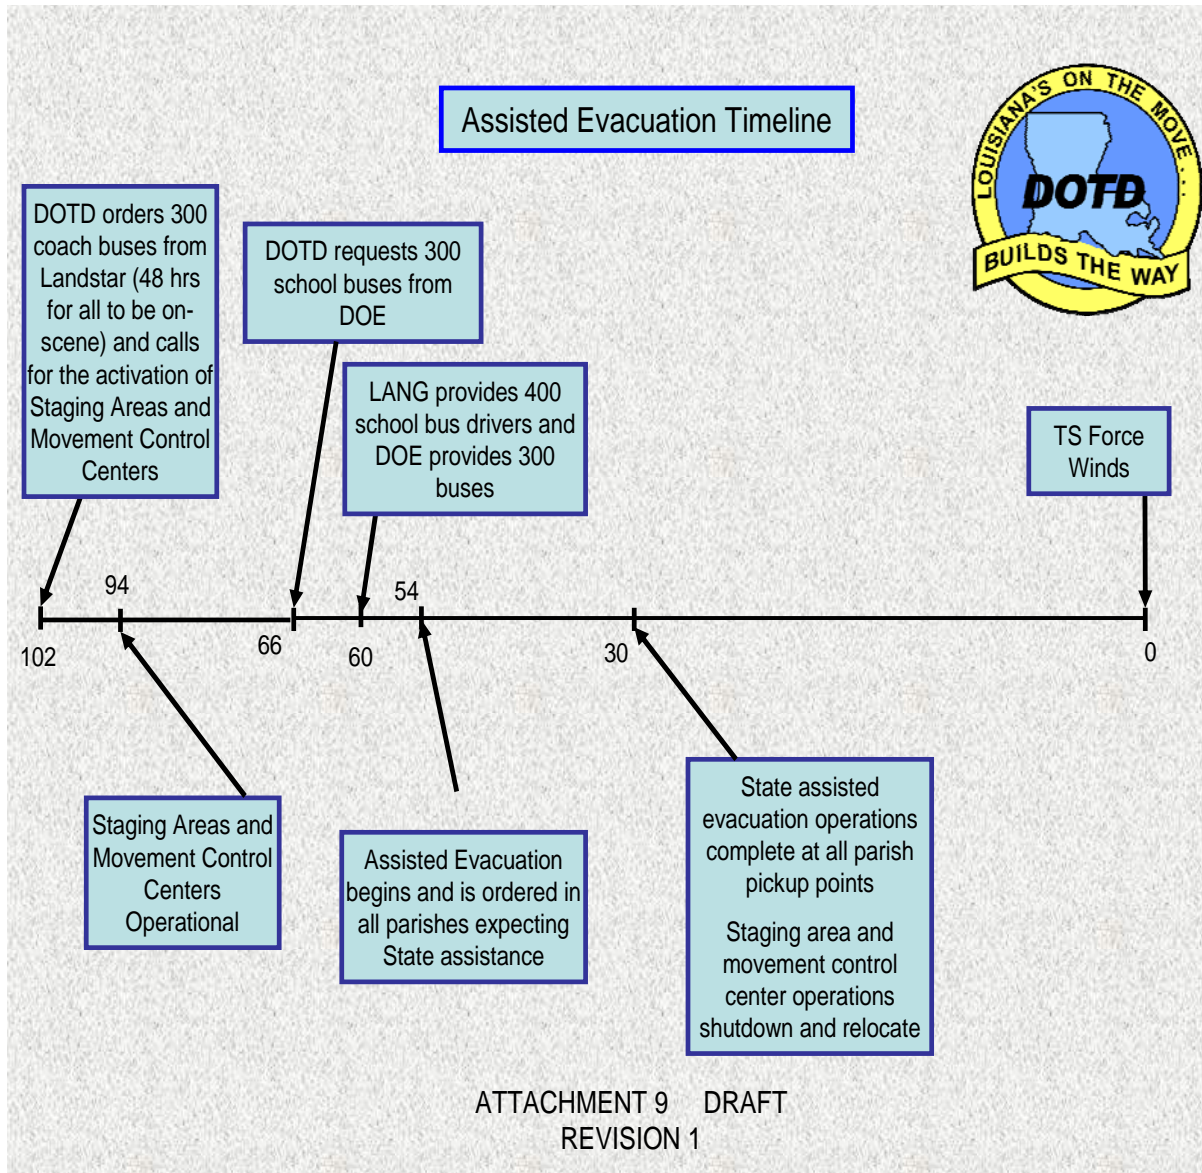 Assisted Evacuation Timeline
LOUISIANA'S ON THE MOVE . . .
DOTD
BUILDS THE WAY
DOTD orders 300
coach buses from
Landstar (48 hrs
for all to be on-
scene) and calls
for the activation of
Staging Areas and
Movement Control
Centers
DOTD requests 300
school buses from
DOE
LANG provides 400
school bus drivers and
DOE provides 300
buses
TS Force
Winds
102
94
66
60
54
30
0
Staging Areas and
Movement Control
Centers
Operational
Assisted Evacuation
begins and is ordered in
all parishes expecting
State assistance
State assisted
evacuation operations
complete at all parish
pickup points
Staging area and
movement control
center operations
shutdown and relocate
ATTACHMENT 9 DRAFT
REVISION 1